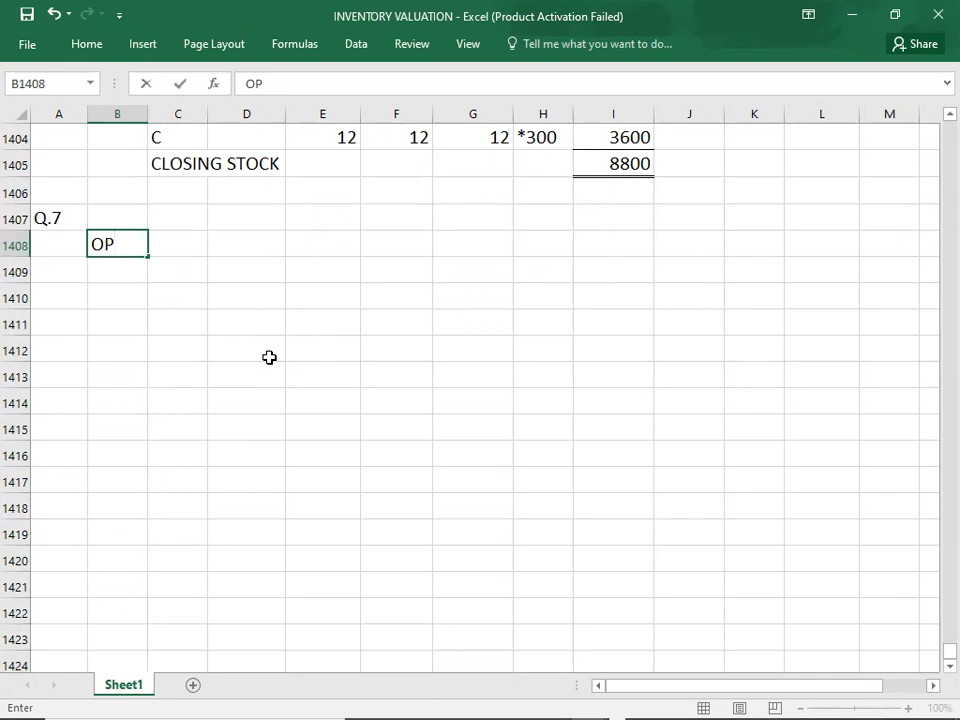 INVENTORY VALUATION - Excel (Product Activation Failed)
File Home Insert Page Layout Formulas Data Review View Tell me what you want to do... Share
B1408 fx OP
A B C D E F G H I J K L M
1404 C 12 12 12 *300 3600
1405 CLOSING STOCK 8800
1406
1407 Q.7
1408 OP
1409
1410
1411
1412
1413
1414
1415
1416
1417
1418
1419
1420
1421
1422
1423
1424
Sheet1
Enter 100%